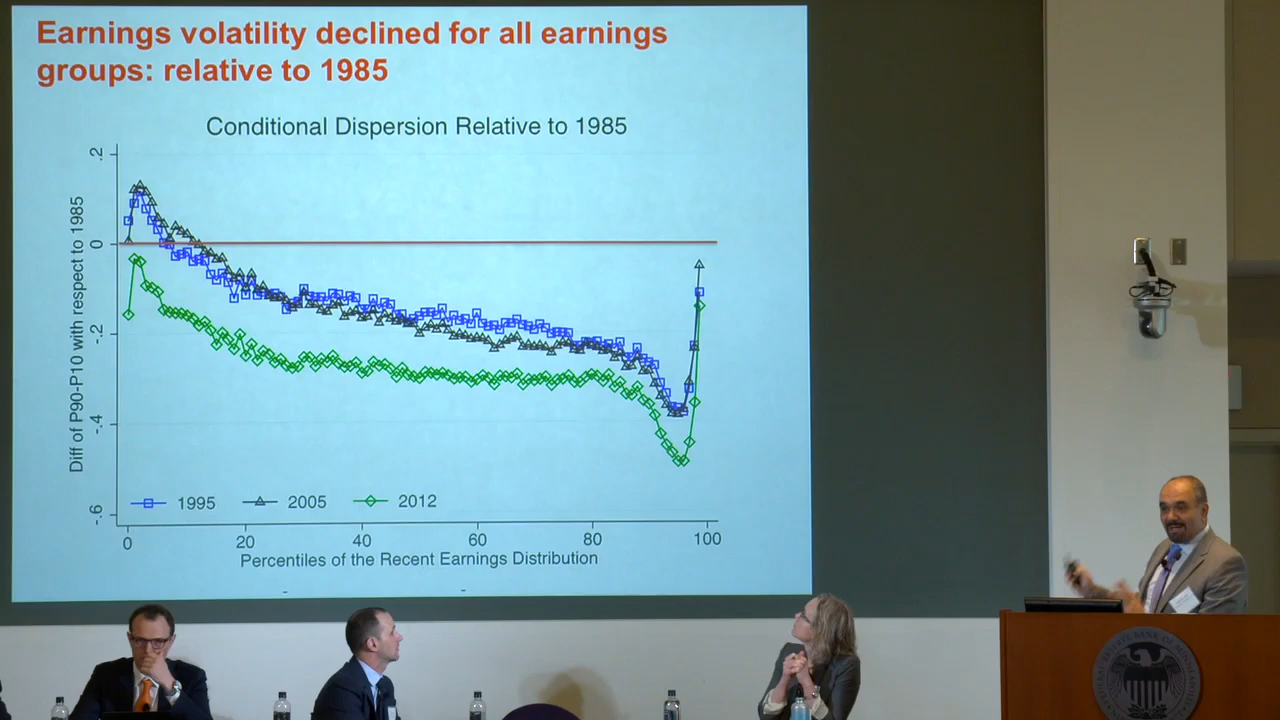 Earnings volatility declined for all earnings
groups: relative to 1985
Conditional Dispersion Relative to 1985
Diff of P90-P10 with respect to 1985
.2
0
-.2
-.4
-.6
1995
2005
2012
0
20
40
60
80
100
Percentiles of the Recent Earnings Distribution